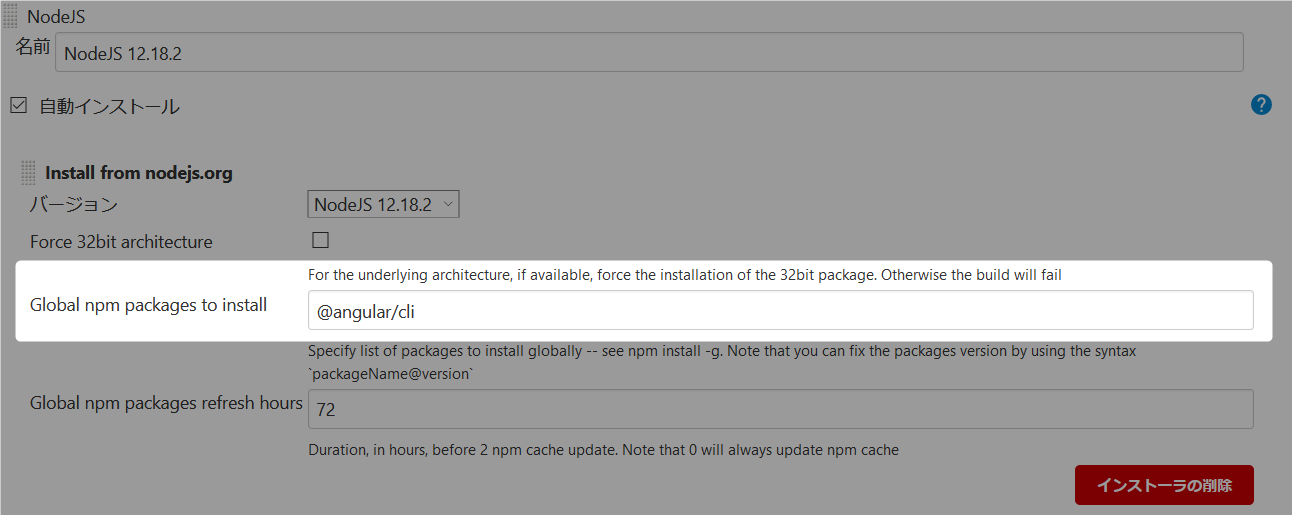 NodeJS
名前 NodeJS 12.18.2
自動インストール ?
Install from nodejs.org
バージョン NodeJS 12.18.2
Force 32bit architecture
For the underlying architecture, if available, force the installation of the 32bit package. Otherwise the build will fail
Global npm packages to install @angular/cli
Specify list of packages to install globally -- see npm install -g. Note that you can fix the packages version by using the syntax
`packageName@version`
Global npm packages refresh hours 72
Duration, in hours, before 2 npm cache update. Note that 0 will always update npm cache
インストーラの削除